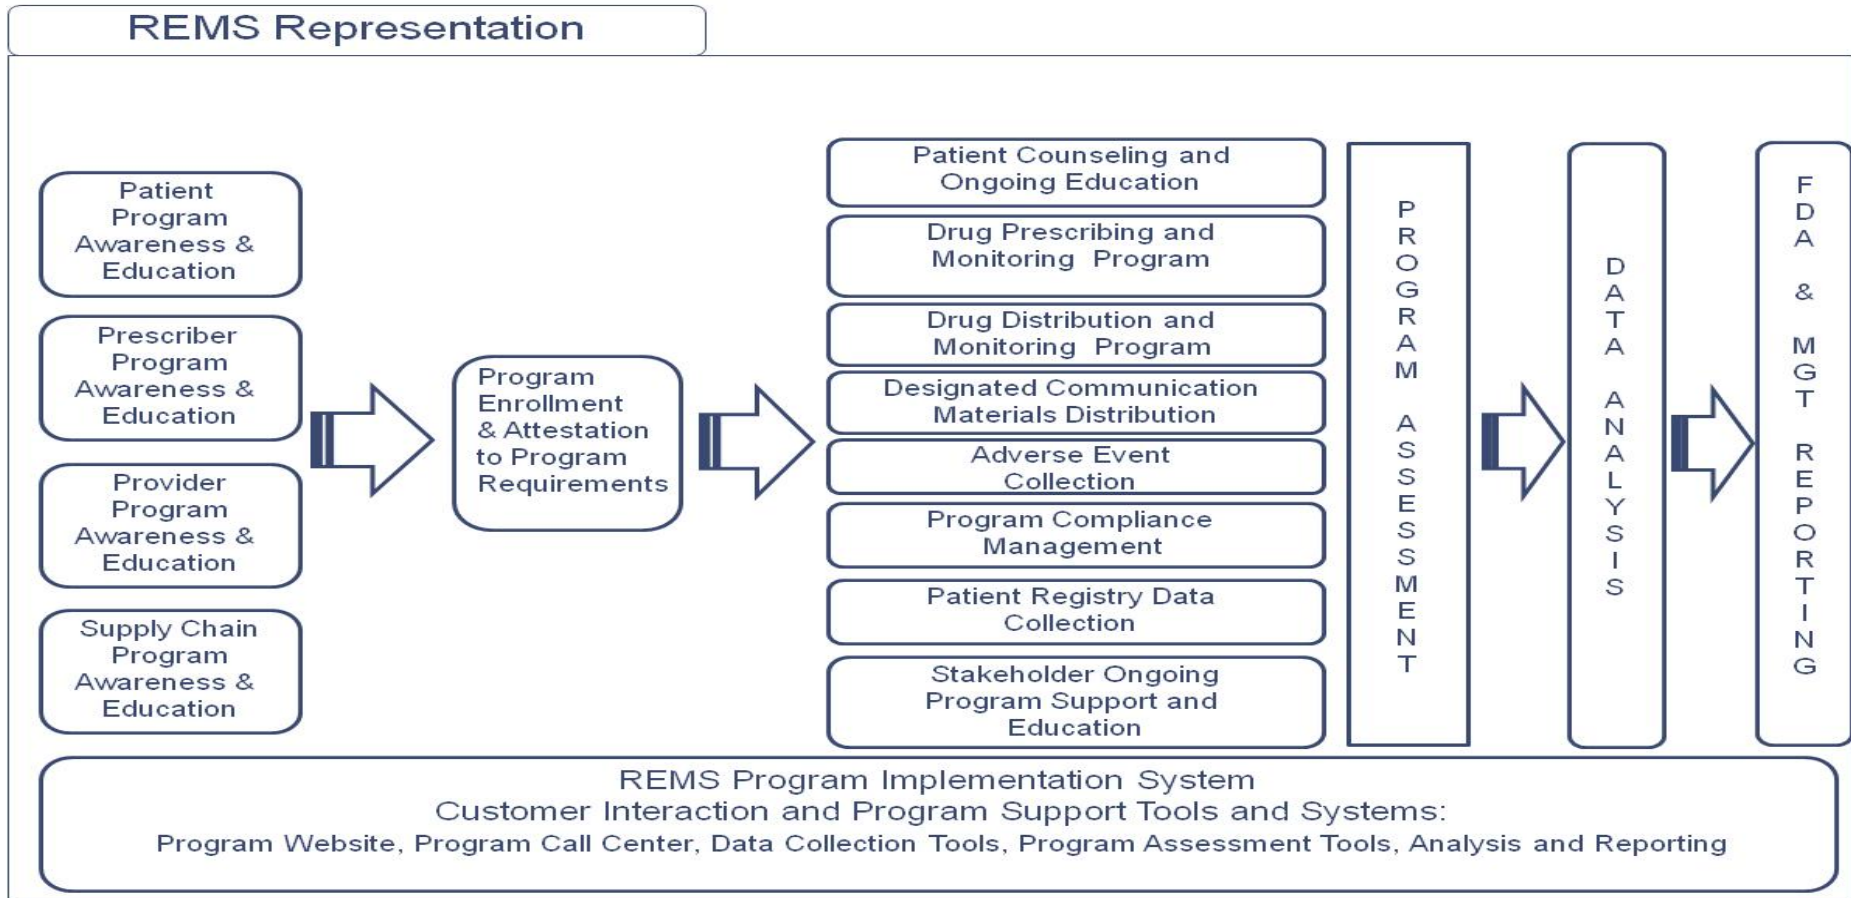 REMS Representation
Patient
Program
Awareness &
Education
Prescriber
Program
Awareness &
Education
Provider
Program
Awareness &
Education
Supply Chain
Program
Awareness &
Education
Program
Enrollment
& Attestation
to Program
Requirements
Patient Counseling and
Ongoing Education
Drug Prescribing and
Monitoring Program
Drug Distribution and
Monitoring Program
Designated Communication
Materials Distribution
Adverse Event
Collection
Program Compliance
Management
Patient Registry Data
Collection
Stakeholder Ongoing
Program Support and
Education
PROGRAM ASSESSMENT
DATA ANALYSIS
FDA & MGT REPORTING
REMS Program Implementation System
Customer Interaction and Program Support Tools and Systems:
Program Website, Program Call Center, Data Collection Tools, Program Assessment Tools, Analysis and Reporting